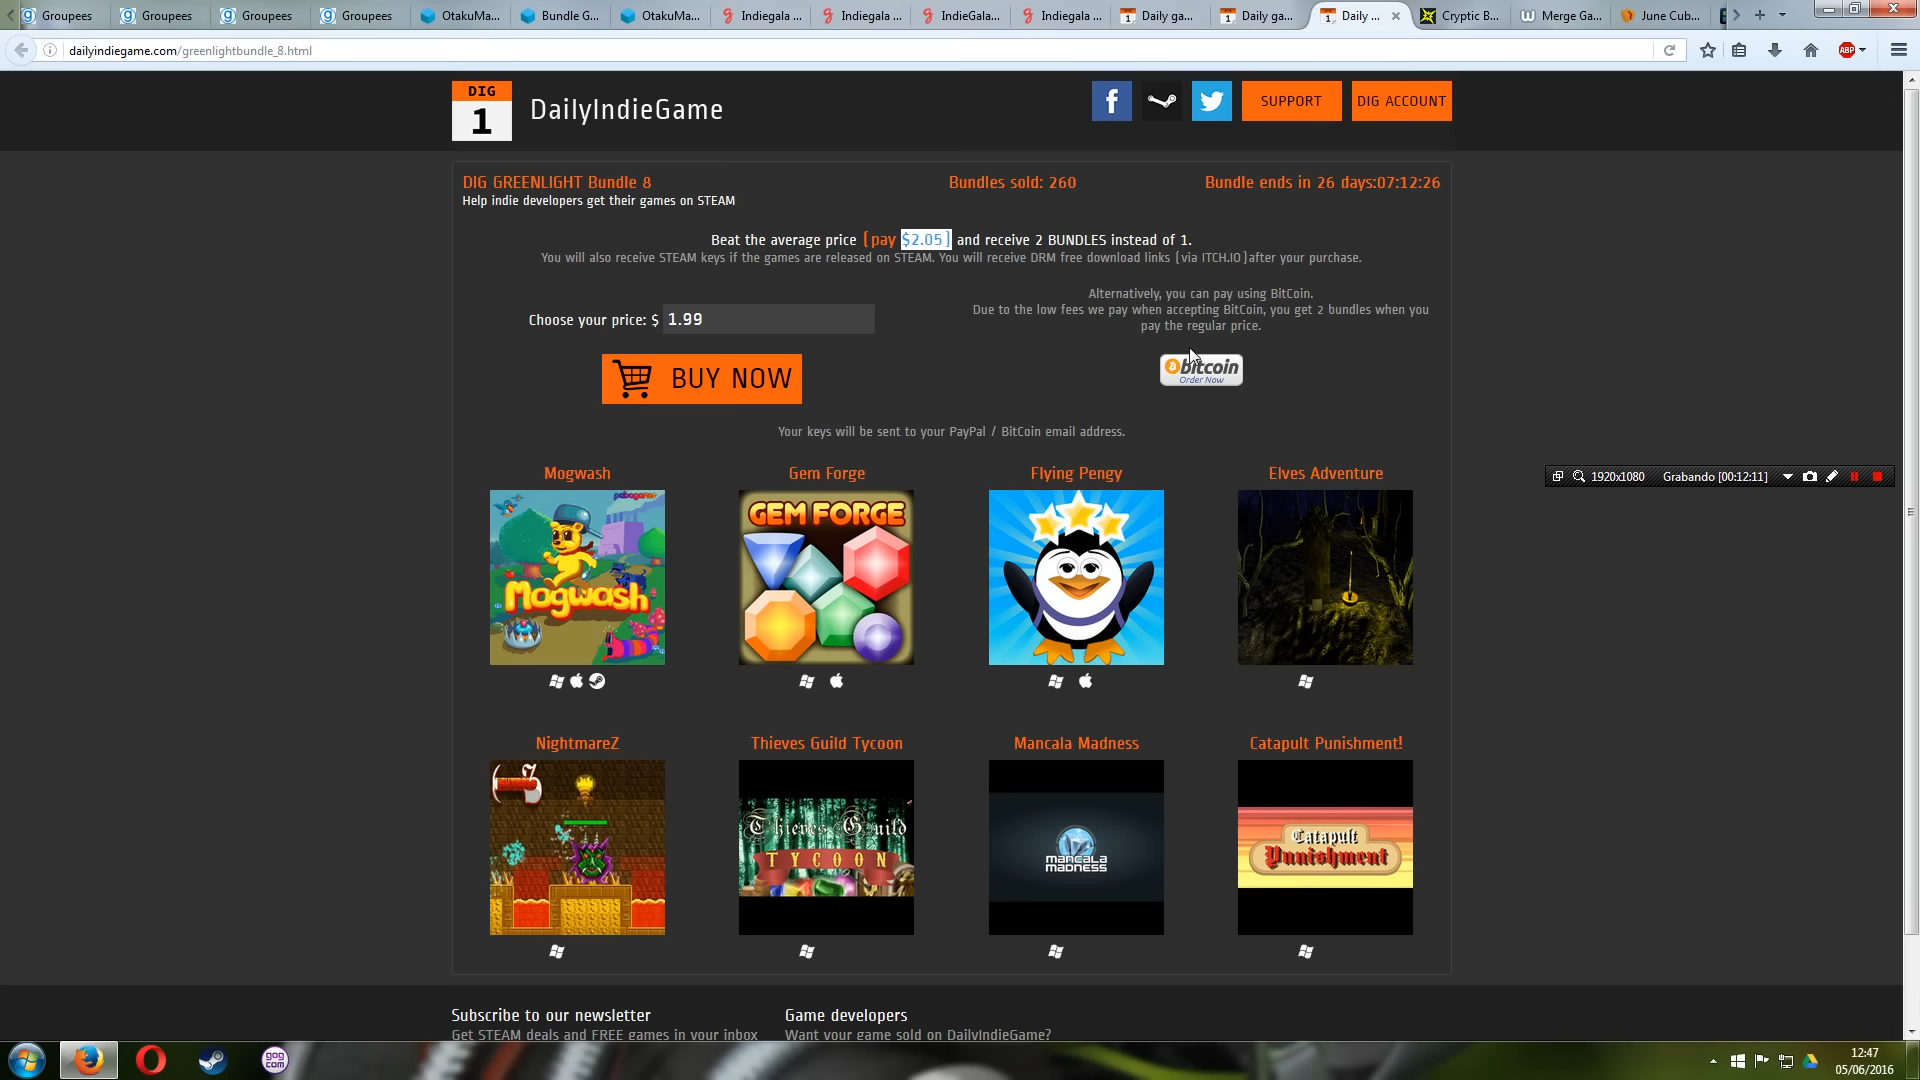 Groupees
Groupees
Groupees
Groupees
OtakuMa...
Bundle G...
OtakuMa...
Indiegala ...
Indiegala ...
IndieGala...
Indiegala ...
Daily ga...
Daily ga...
Daily ...
Cryptic B...
Merge Ga...
June Cub...
dailyindiegame.com/greenlightbundle_8.html
ABP
DIG
1
DailyIndieGame
SUPPORT
DIG ACCOUNT
DIG GREENLIGHT Bundle 8
Bundles sold: 260
Bundle ends in 26 days:07:12:26
Help indie developers get their games on STEAM
Beat the average price (pay $2.05) and receive 2 BUNDLES instead of 1.
You will also receive STEAM keys if the games are released on STEAM. You will receive DRM free download links (via ITCH.IO)after your purchase.
Alternatively, you can pay using BitCoin.
Due to the low fees we pay when accepting BitCoin, you get 2 bundles when you
pay the regular price.
Choose your price: $ 1.99
BUY NOW
bitcoin
Order Now
Your keys will be sent to your PayPal / BitCoin email address.
1920x1080 Grabando [00:12:11]
Mogwash
Gem Forge
Flying Pengy
Elves Adventure
Mogwash
GEM FORGE
NightmareZ
Thieves Guild Tycoon
Mancala Madness
Catapult Punishment!
Thieves Guild
TYCOON
MANCALA
MADNESS
Catapult
Punishment
Subscribe to our newsletter
Game developers
Get STEAM deals and FREE games in your inbox
Want your game sold on DailyIndieGame?
gog
com
12:47
05/06/2016